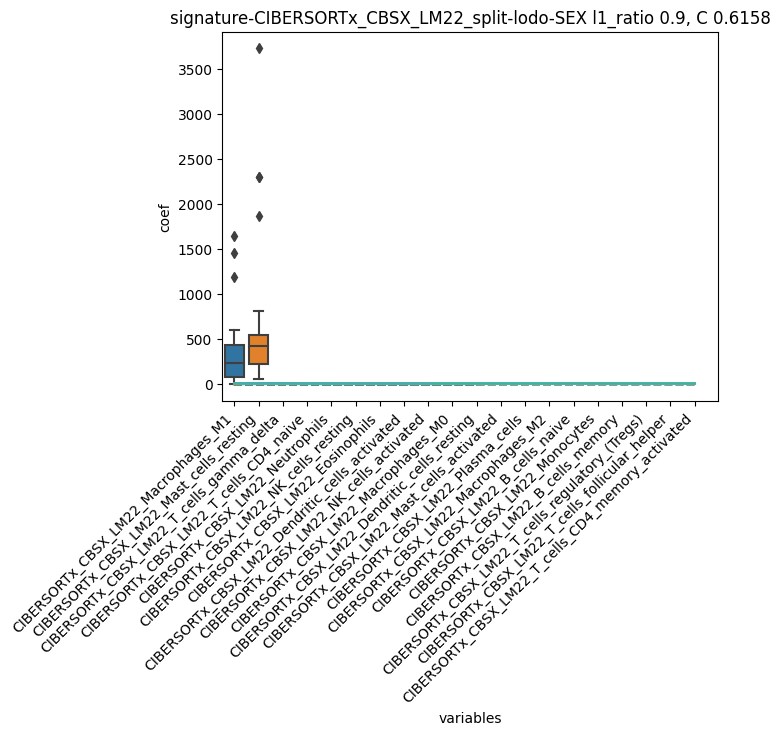 signature-CIBERSORTx_CBSX_LM22_split-lodo-SEX l1_ratio 0.9, C 0.6158
3500
3000
2500
2000
1500
1000
500
0
coef
CIBERSORTx_CBSX_LM22_Macrophages_M1
CIBERSORTx_CBSX_LM22_Mast_cells_resting
CIBERSORTx_CBSX_LM22_T_cells_gamma_delta
CIBERSORTx_CBSX_LM22_T_cells_CD4_naive
CIBERSORTx_CBSX_LM22_Neutrophils
CIBERSORTx_CBSX_LM22_NK_cells_resting
CIBERSORTx_CBSX_LM22_Eosinophils
CIBERSORTx_CBSX_LM22_Dendritic_cells_activated
CIBERSORTx_CBSX_LM22_NK_cells_activated
CIBERSORTx_CBSX_LM22_Macrophages_M0
CIBERSORTx_CBSX_LM22_Dendritic_cells_resting
CIBERSORTx_CBSX_LM22_Mast_cells_activated
CIBERSORTx_CBSX_LM22_Plasma_cells
CIBERSORTx_CBSX_LM22_Macrophages_M2
CIBERSORTx_CBSX_LM22_B_cells_naive
CIBERSORTx_CBSX_LM22_Monocytes
CIBERSORTx_CBSX_LM22_B_cells_memory
CIBERSORTx_CBSX_LM22_T_cells_regulatory_(Tregs)
CIBERSORTx_CBSX_LM22_T_cells_follicular_helper
CIBERSORTx_CBSX_LM22_T_cells_CD4_memory_activated
variables